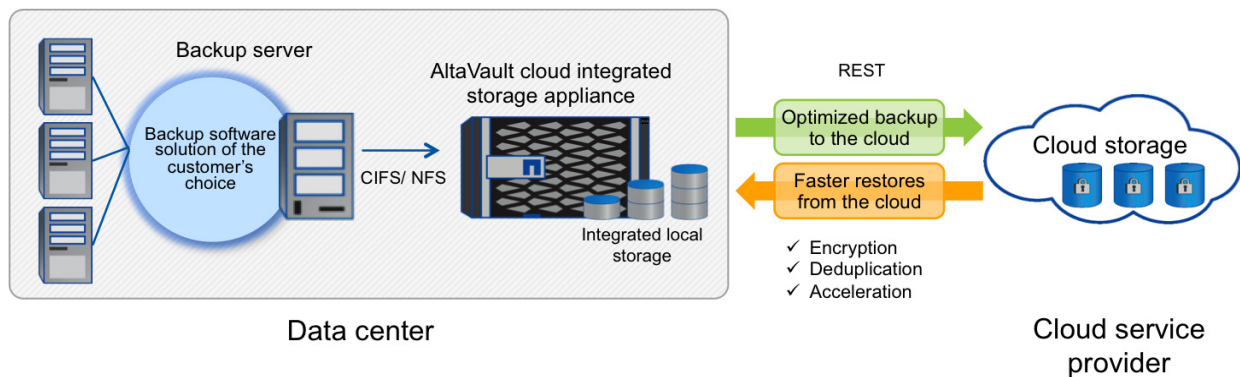 Backup server
Backup software
solution of the
customer's
choice
CIFS/ NFS
AltaVault cloud integrated
storage appliance
Integrated local
storage
Data center
REST
Optimized backup
to the cloud
Faster restores
from the cloud
✓ Encryption
✓ Deduplication
✓ Acceleration
Cloud storage
Cloud service
provider